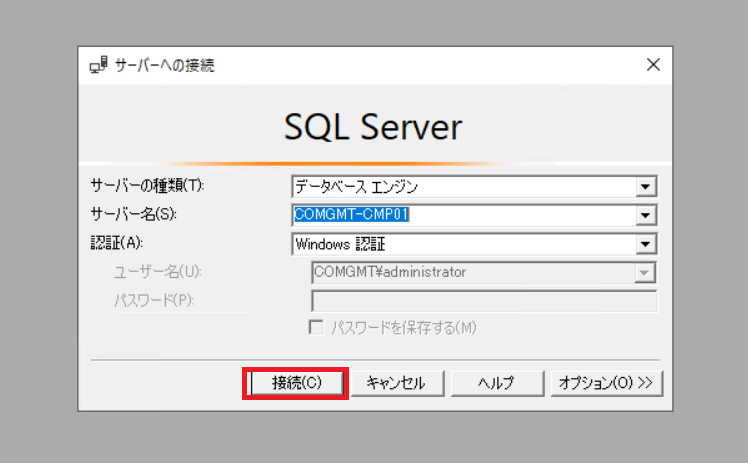 サーバーへの接続
SQL Server
サーバーの種類(T): データベース エンジン
サーバー名(S): COMGMT-CMP01
認証(A): Windows 認証
ユーザー名(U): COMGMT¥administrator
パスワード(P):
パスワードを保存する(M)
接続(C) キャンセル ヘルプ オプション(O) >>